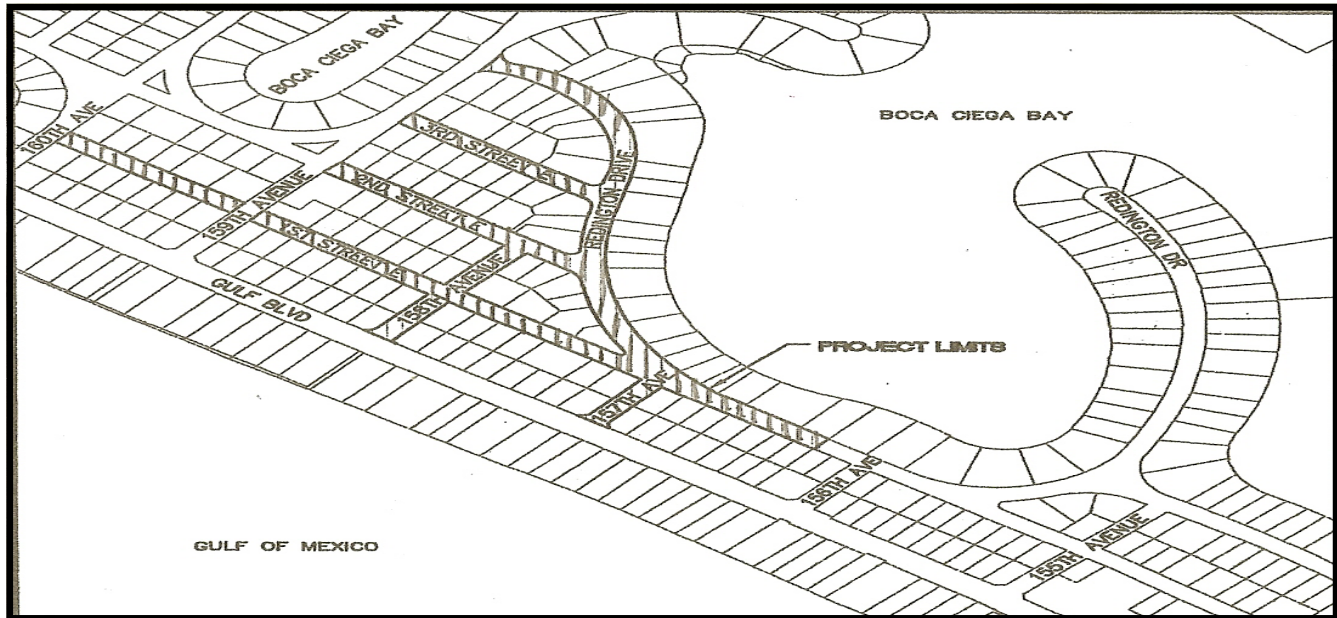 BOCA CIEGA BAY
BOCA CIEGA BAY
160TH AVE
3RD STREET E
REDINGTON DRIVE
2ND STREET E
159TH AVENUE
REDINGTON DR
1ST STREET E
158TH AVENUE
GULF BLVD
PROJECT LIMITS
157TH AVE
156TH AVE
155TH AVENUE
GULF OF MEXICO